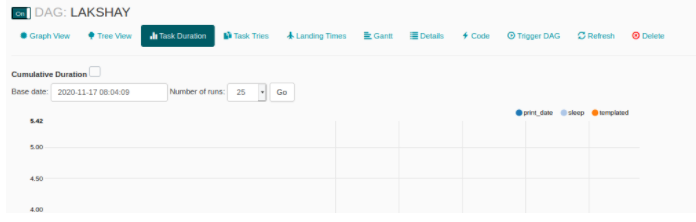 On DAG: LAKSHAY
Graph View Tree View Task Duration Task Tries Landing Times Gantt Details Code Trigger DAG Refresh Delete
Cumulative Duration
Base date: 2020-11-17 08:04:09 Number of runs: 25 Go
print_date sleep templated
5.42
5.00
4.50
4.00